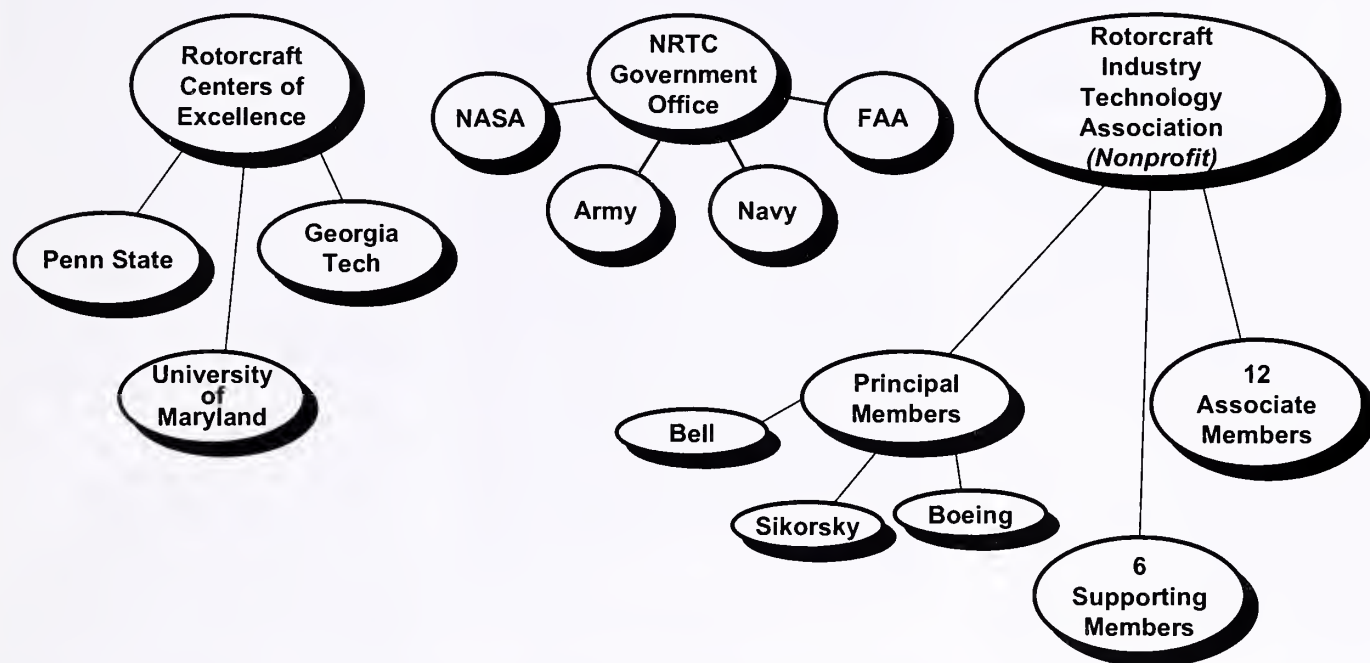 Rotorcraft
Centers of
Excellence
Penn State
Georgia
Tech
University
of
Maryland
NRTC
Government
Office
NASA
FAA
Army
Navy
Rotorcraft
Industry
Technology
Association
(Nonprofit)
Principal
Members
Bell
Sikorsky
Boeing
12
Associate
Members
6
Supporting
Members